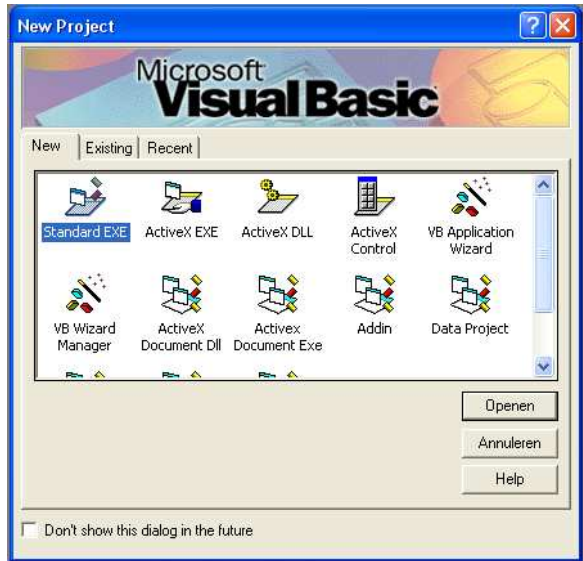 New Project
Microsoft
Visual Basic
New Existing Recent
Standard EXE ActiveX EXE ActiveX DLL ActiveX Control VB Application Wizard
VB Wizard Manager ActiveX Document Dll Activex Document Exe Addin Data Project
Openen
Annuleren
Help
Don't show this dialog in the future